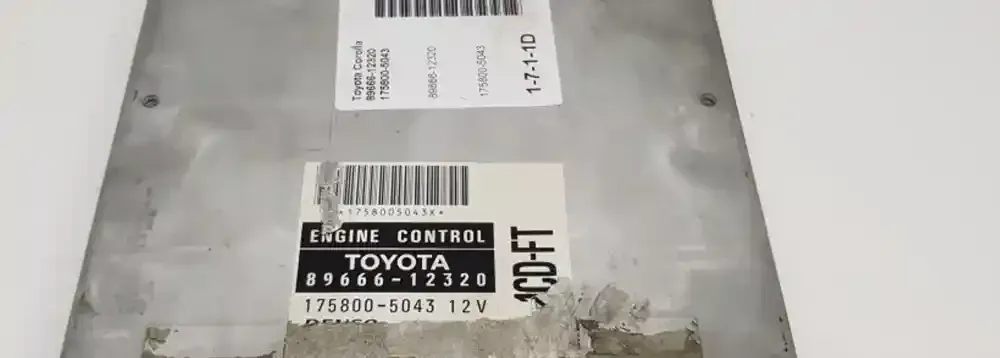 Toyota Corolla
89666-12320
175800-5043
89666-12320
175800-5043
1-7-1-1D
*1758005043X*
ENGINE CONTROL
TOYOTA
89666-12320
175800-5043 12V
DENSO
1CD-FT